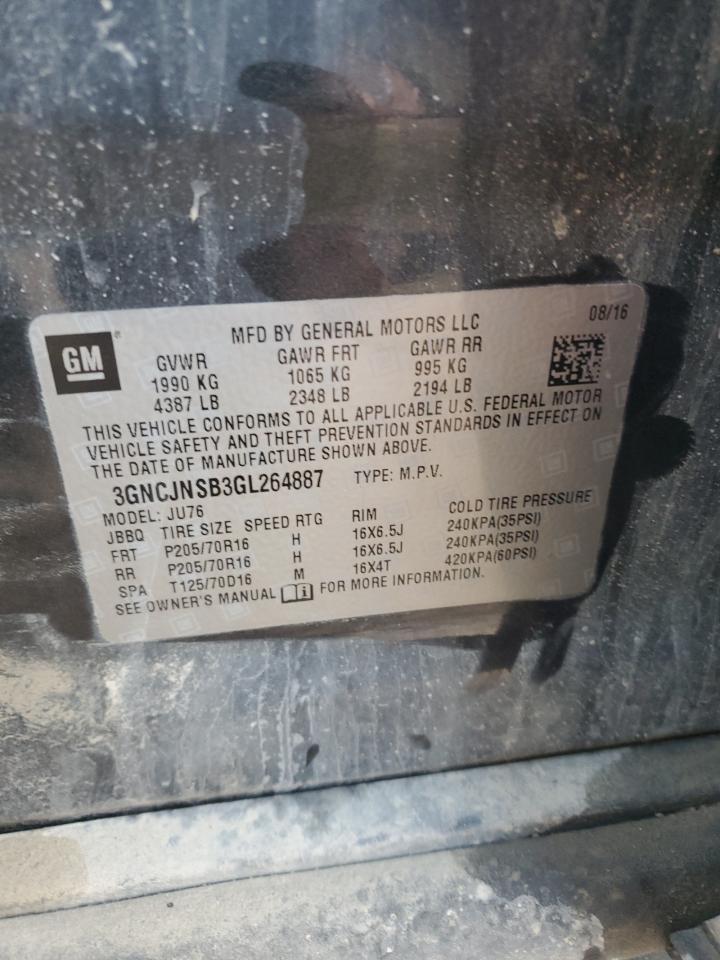 GM
MFD BY GENERAL MOTORS LLC 08/16
GVWR GAWR FRT GAWR RR
1990 KG 1065 KG 995 KG
4387 LB 2348 LB 2194 LB
THIS VEHICLE CONFORMS TO ALL APPLICABLE U.S. FEDERAL MOTOR
VEHICLE SAFETY AND THEFT PREVENTION STANDARDS IN EFFECT ON
THE DATE OF MANUFACTURE SHOWN ABOVE.
3GNCJNSB3GL264887 TYPE: M.P.V.
MODEL: JU76
JBBQ TIRE SIZE SPEED RTG RIM COLD TIRE PRESSURE
FRT P205/70R16 H 16X6.5J 240KPA(35PSI)
RR P205/70R16 H 16X6.5J 240KPA(35PSI)
SPA T125/70D16 M 16X4T 420KPA(60PSI)
SEE OWNER'S MANUAL FOR MORE INFORMATION.